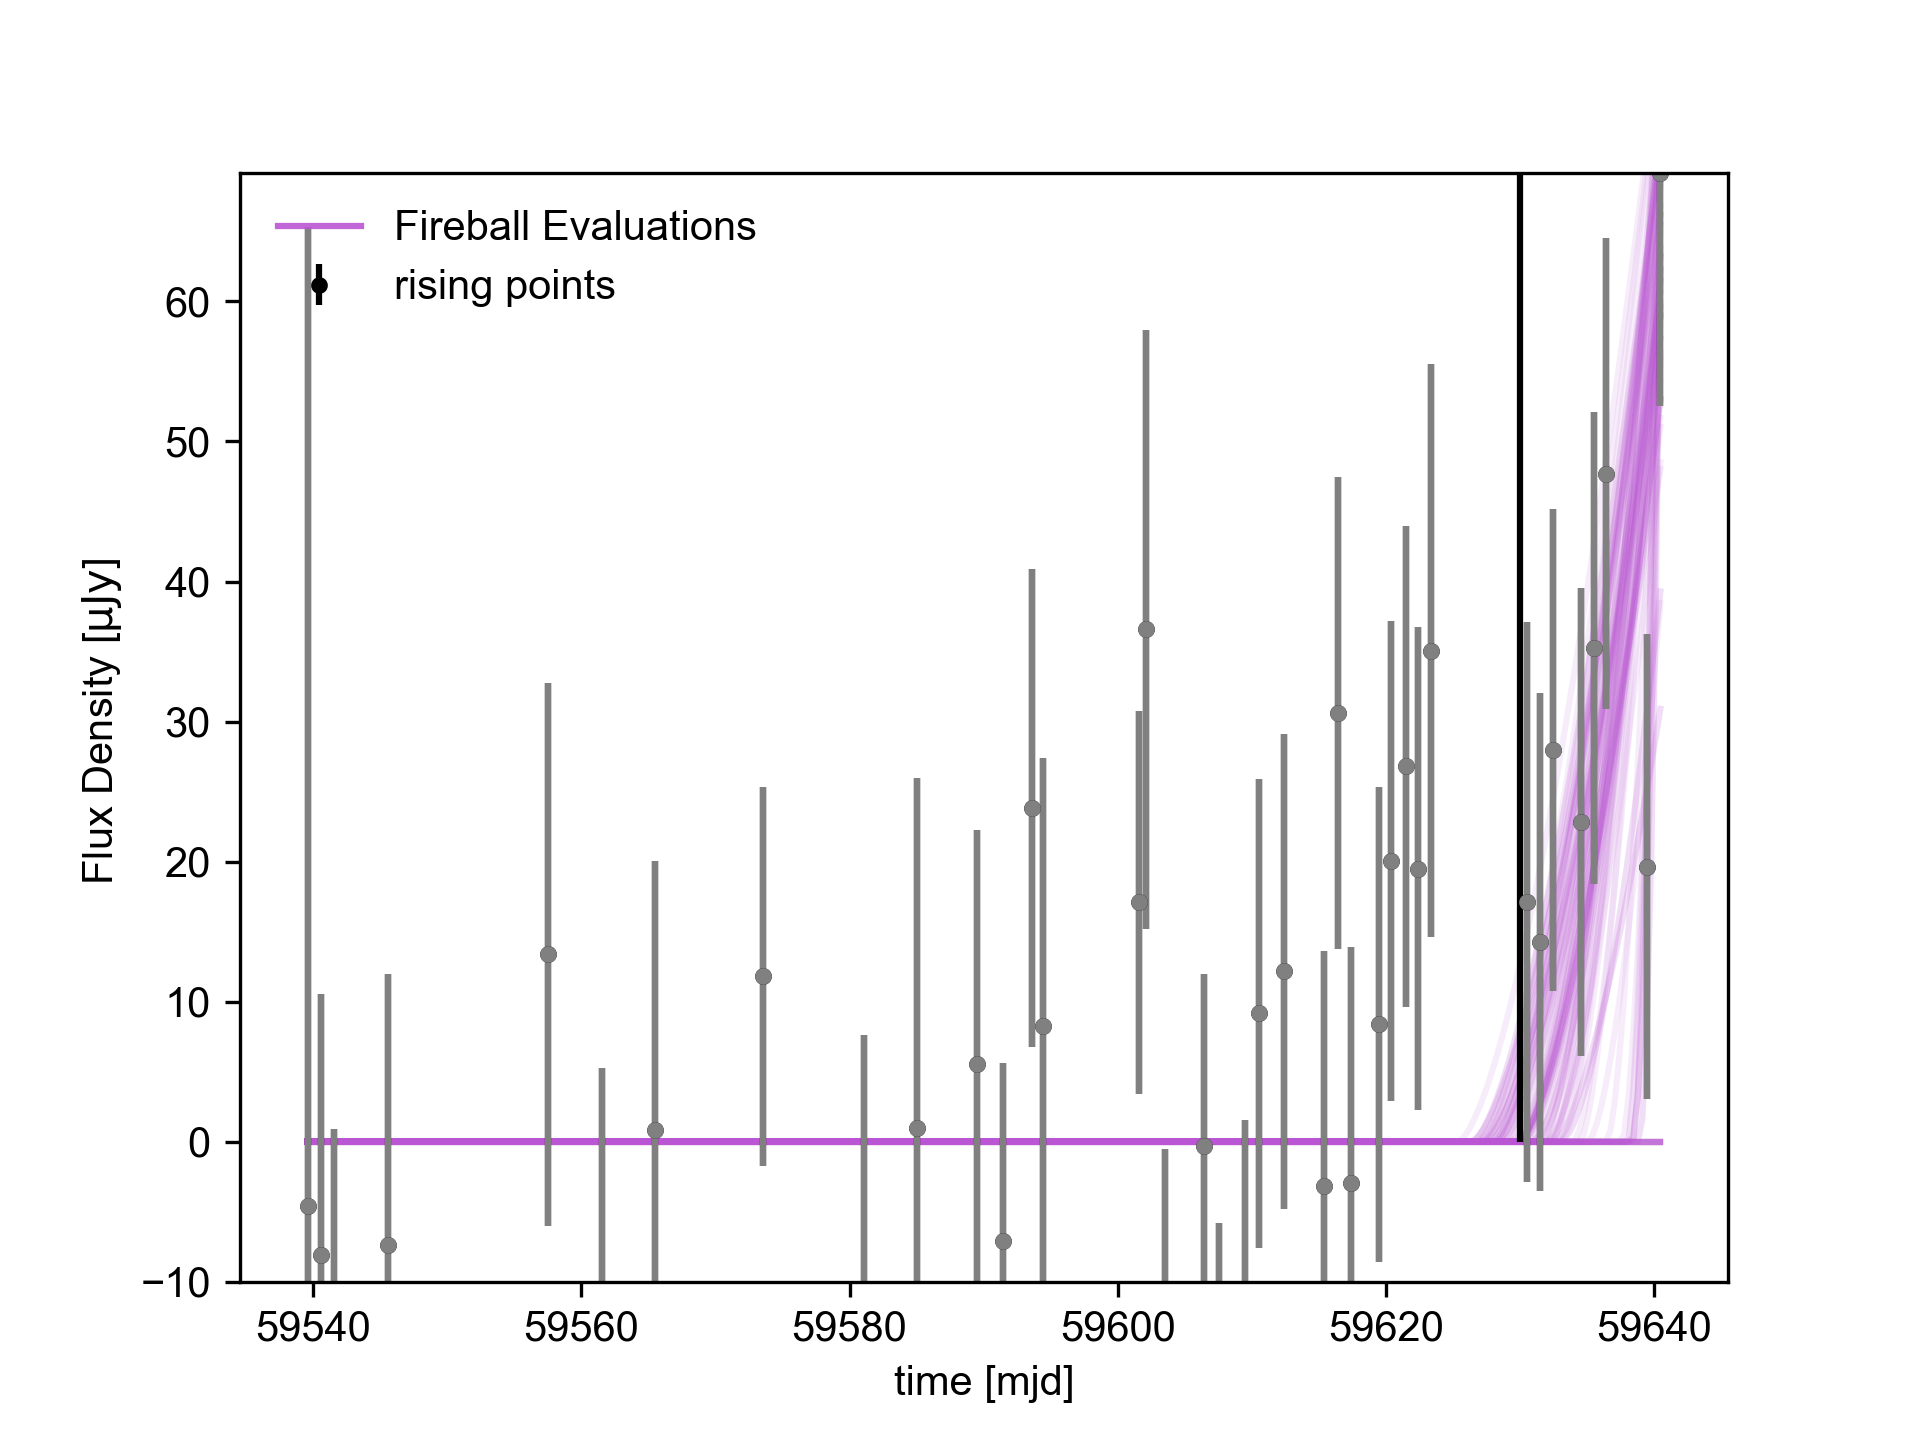 Fireball Evaluations
rising points
60
50
40
30
20
10
0
−10
Flux Density [µJy]
59540 59560 59580 59600 59620 59640
time [mjd]